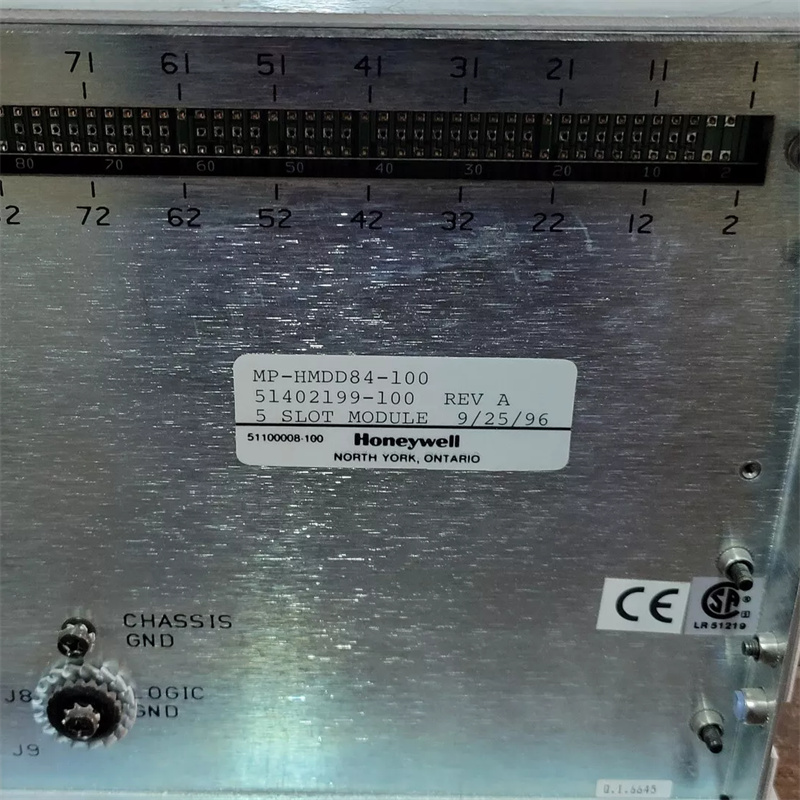 71 61 51 41 31 21 11 1
80 70 60 50 40 30 20 10 2
72 62 52 42 32 22 12 2
MP-HMDD84-100
51402199-100 REV A
5 SLOT MODULE 9/25/96
51100008-100 Honeywell
NORTH YORK, ONTARIO
CE SA
LR 51219
CHASSIS
GND
J8 LOGIC
GND
J9